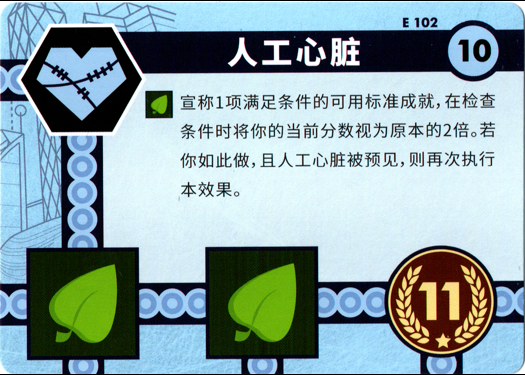 E 102
人工心脏
10
宣称1项满足条件的可用标准成就,在检查
条件时将你的当前分数视为原本的2倍。若
你如此做,且人工心脏被预见,则再次执行
本效果。
11